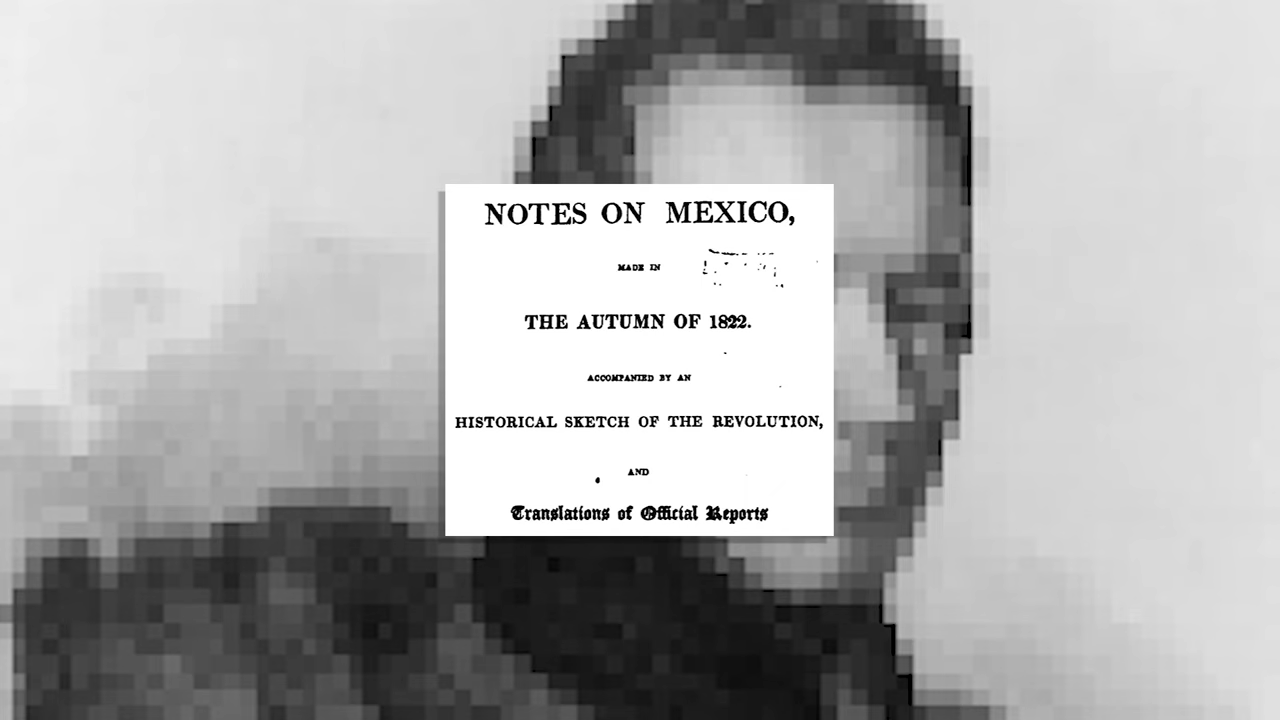 NOTES ON MEXICO,
MADE IN
THE AUTUMN OF 1822.
ACCOMPANIED BY AN
HISTORICAL SKETCH OF THE REVOLUTION,
AND
Translations of Official Reports